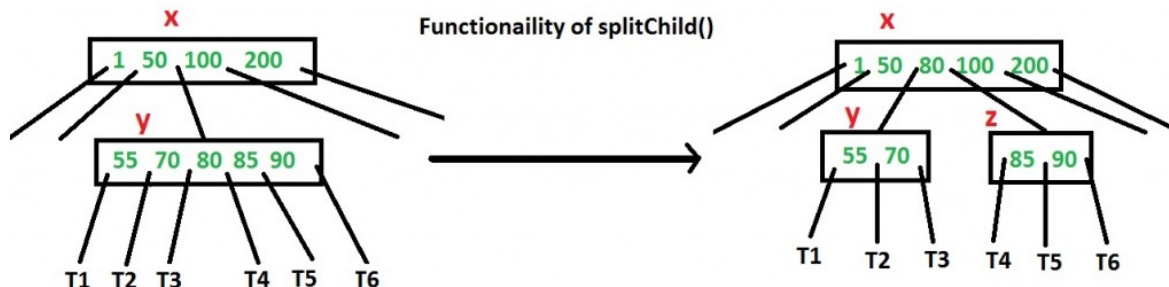 x
Functionaility of splitChild()
x
1 50 100 200
1 50 80 100 200
y
y
z
55 70 80 85 90
55 70
85 90
T1 T2 T3 T4 T5 T6
T1 T2 T3 T4 T5 T6